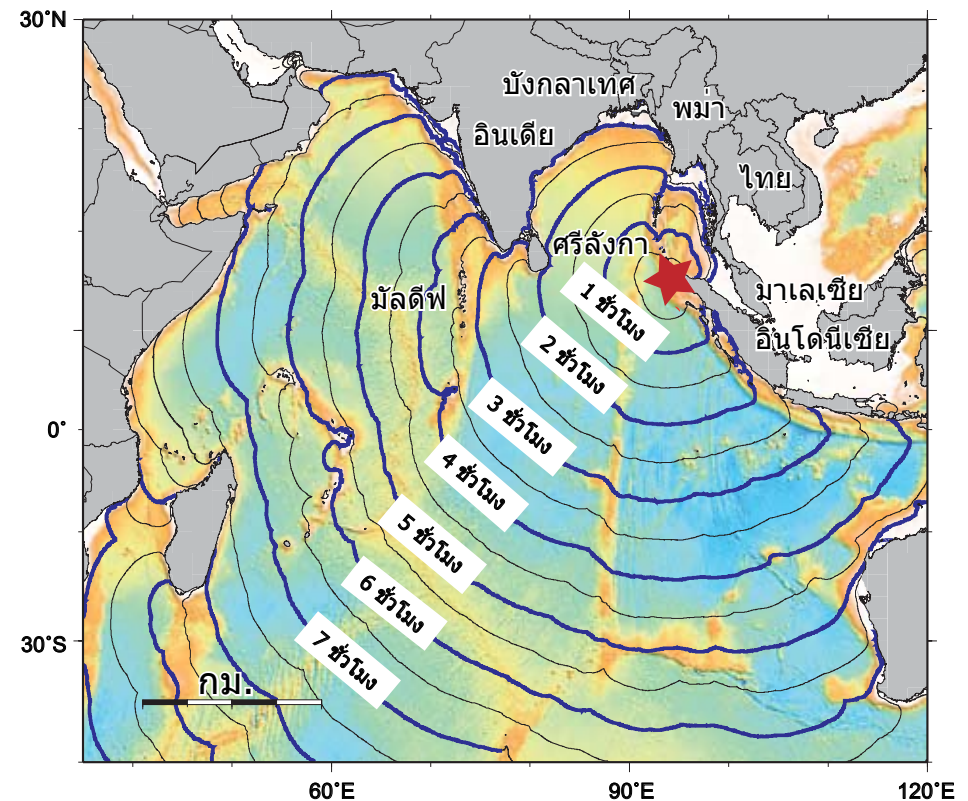 30°N
บังกลาเทศ
พม่า
อินเดีย
ไทย
ศรีลังกา
มัลดีฟ
มาเลเซีย
อินโดนีเซีย
1 ชั่วโมง
2 ชั่วโมง
3 ชั่วโมง
4 ชั่วโมง
5 ชั่วโมง
6 ชั่วโมง
7 ชั่วโมง
0°
30°S
กม.
60°E
90°E
120°E